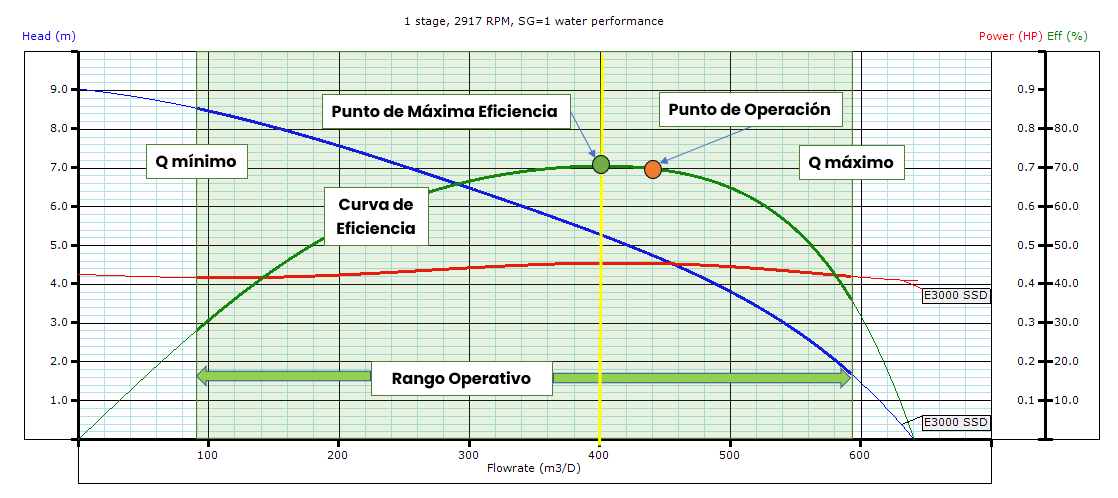 1 stage, 2917 RPM, SG=1 water performance
Head (m)
Power (HP) Eff (%)
9.0
0.9
Punto de Máxima Eficiencia
Punto de Operación
8.0
0.8
80.0
Q mínimo
Q máximo
7.0
0.7
70.0
6.0
0.6
60.0
Curva de
Eficiencia
5.0
0.5
50.0
4.0
0.4
40.0
E3000 SSD
3.0
0.3
30.0
2.0
0.2
20.0
Rango Operativo
1.0
0.1
10.0
E3000 SSD
100
200
300
400
500
600
Flowrate (m3/D)